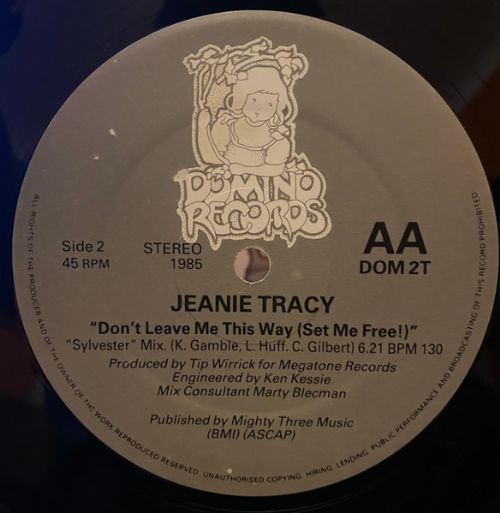 DOMINO
RECORDS
Side 2
45 RPM
STEREO
1985
AA
DOM 2T
JEANIE TRACY
"Don't Leave Me This Way (Set Me Free!)"
"Sylvester" Mix. (K. Gamble, L. Huff. C. Gilbert) 6.21 BPM 130
Produced by Tip Wirrick for Megatone Records
Engineered by Ken Kessie
Mix Consultant Marty Blecman
Published by Mighty Three Music
(BMI) (ASCAP)
ALL RIGHTS OF THE PRODUCER AND OF THE OWNER OF THE WORK REPRODUCED RESERVED. UNAUTHORISED COPYING, HIRING, LENDING, PUBLIC PERFORMANCE AND BROADCASTING OF THIS RECORD PROHIBITED